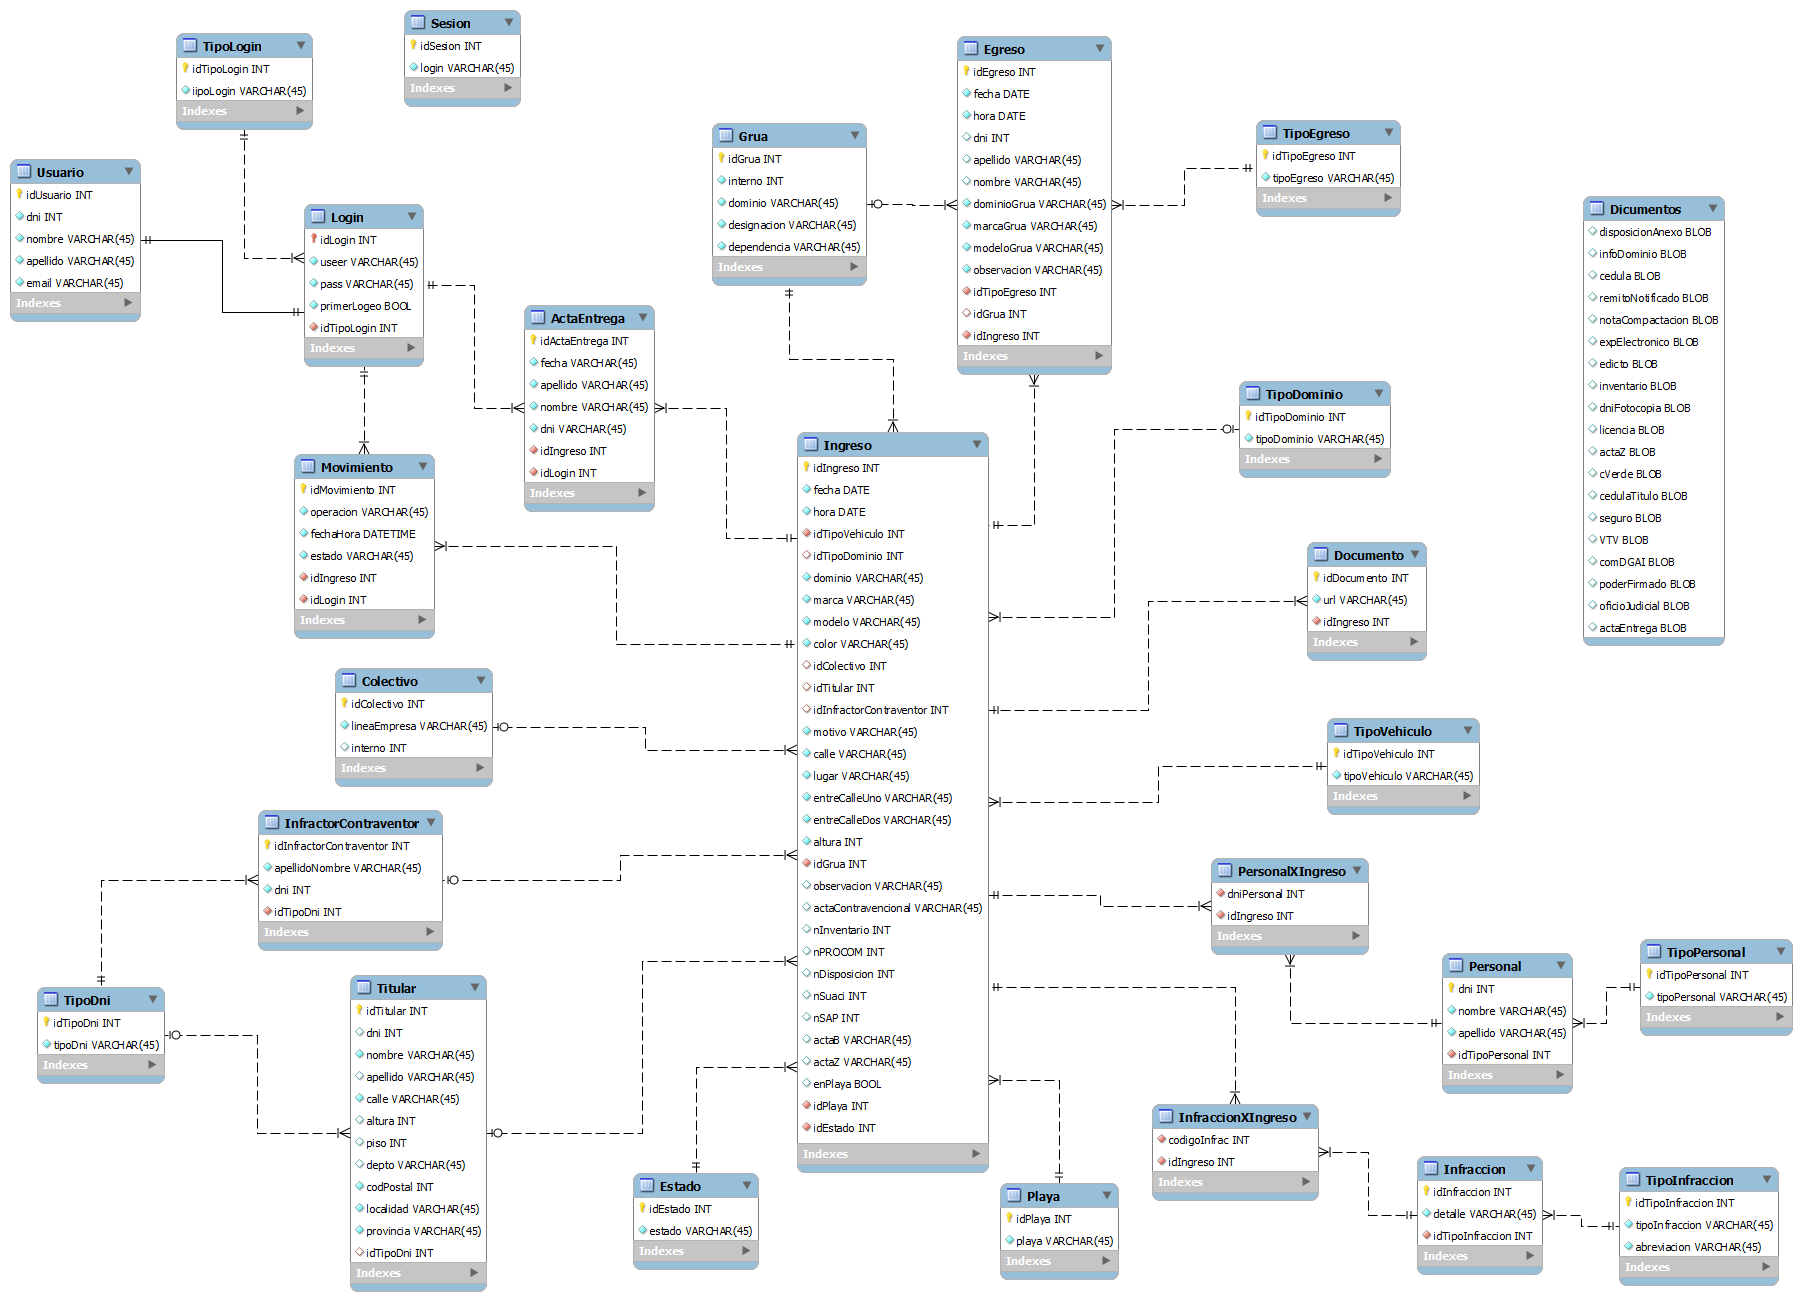 Sesion
idSesion INT
login VARCHAR(45)
Indexes
TipoLogin
idTipoLogin INT
iipoLogin VARCHAR(45)
Indexes
Usuario
idUsuario INT
dni INT
nombre VARCHAR(45)
apellido VARCHAR(45)
email VARCHAR(45)
Indexes
Login
idLogin INT
useer VARCHAR(45)
pass VARCHAR(45)
primerLogeo BOOL
idTipoLogin INT
Indexes
Grua
idGrua INT
interno INT
dominio VARCHAR(45)
designacion VARCHAR(45)
dependencia VARCHAR(45)
Indexes
Egreso
idEgreso INT
fecha DATE
hora DATE
dni INT
apellido VARCHAR(45)
nombre VARCHAR(45)
dominioGrua VARCHAR(45)
marcaGrua VARCHAR(45)
modeloGrua VARCHAR(45)
observacion VARCHAR(45)
idTipoEgreso INT
idGrua INT
idIngreso INT
Indexes
TipoEgreso
idTipoEgreso INT
tipoEgreso VARCHAR(45)
Indexes
Dicumentos
disposicionAnexo BLOB
infoDominio BLOB
cedula BLOB
remitoNotificado BLOB
notaCompactacion BLOB
expElectronico BLOB
edicto BLOB
inventario BLOB
dniFotocopia BLOB
licencia BLOB
actaZ BLOB
cVerde BLOB
cedulaTitulo BLOB
seguro BLOB
VTV BLOB
comDGAI BLOB
poderFirmado BLOB
oficioJudicial BLOB
actaEntrega BLOB
ActaEntrega
idActaEntrega INT
fecha VARCHAR(45)
apellido VARCHAR(45)
nombre VARCHAR(45)
dni VARCHAR(45)
idIngreso INT
idLogin INT
Indexes
TipoDominio
idTipoDominio INT
tipoDominio VARCHAR(45)
Indexes
Movimiento
idMovimiento INT
operacion VARCHAR(45)
fechaHora DATETIME
estado VARCHAR(45)
idIngreso INT
idLogin INT
Indexes
Ingreso
idIngreso INT
fecha DATE
hora DATE
idTipoVehiculo INT
idTipoDominio INT
dominio VARCHAR(45)
marca VARCHAR(45)
modelo VARCHAR(45)
color VARCHAR(45)
idColectivo INT
idTitular INT
idInfractorContraventor INT
motivo VARCHAR(45)
calle VARCHAR(45)
lugar VARCHAR(45)
entreCalleUno VARCHAR(45)
entreCalleDos VARCHAR(45)
altura INT
idGrua INT
observacion VARCHAR(45)
actaContravencional VARCHAR(45)
nInventario INT
nPROCOM INT
nDisposicion INT
nSuaci INT
nSAP INT
actaB VARCHAR(45)
actaZ VARCHAR(45)
enPlaya BOOL
idPlaya INT
idEstado INT
Indexes
Documento
idDocumento INT
url VARCHAR(45)
idIngreso INT
Indexes
Colectivo
idColectivo INT
lineaEmpresa VARCHAR(45)
interno INT
Indexes
TipoVehiculo
idTipoVehiculo INT
tipoVehiculo VARCHAR(45)
Indexes
InfractorContraventor
idInfractorContraventor INT
apellidoNombre VARCHAR(45)
dni INT
idTipoDni INT
Indexes
PersonalXIngreso
dniPersonal INT
idIngreso INT
Indexes
Personal
dni INT
nombre VARCHAR(45)
apellido VARCHAR(45)
idTipoPersonal INT
Indexes
TipoPersonal
idTipoPersonal INT
tipoPersonal VARCHAR(45)
Indexes
TipoDni
idTipoDni INT
tipoDni VARCHAR(45)
Indexes
Titular
idTitular INT
dni INT
nombre VARCHAR(45)
apellido VARCHAR(45)
calle VARCHAR(45)
altura INT
piso INT
depto VARCHAR(45)
codPostal INT
localidad VARCHAR(45)
provincia VARCHAR(45)
idTipoDni INT
Indexes
Estado
idEstado INT
estado VARCHAR(45)
Indexes
Playa
idPlaya INT
playa VARCHAR(45)
Indexes
InfraccionXIngreso
codigoInfrac INT
idIngreso INT
Indexes
Infraccion
idInfraccion INT
detalle VARCHAR(45)
idTipoInfraccion INT
Indexes
TipoInfraccion
idTipoInfraccion INT
tipoInfraccion VARCHAR(45)
abreviacion VARCHAR(45)
Indexes